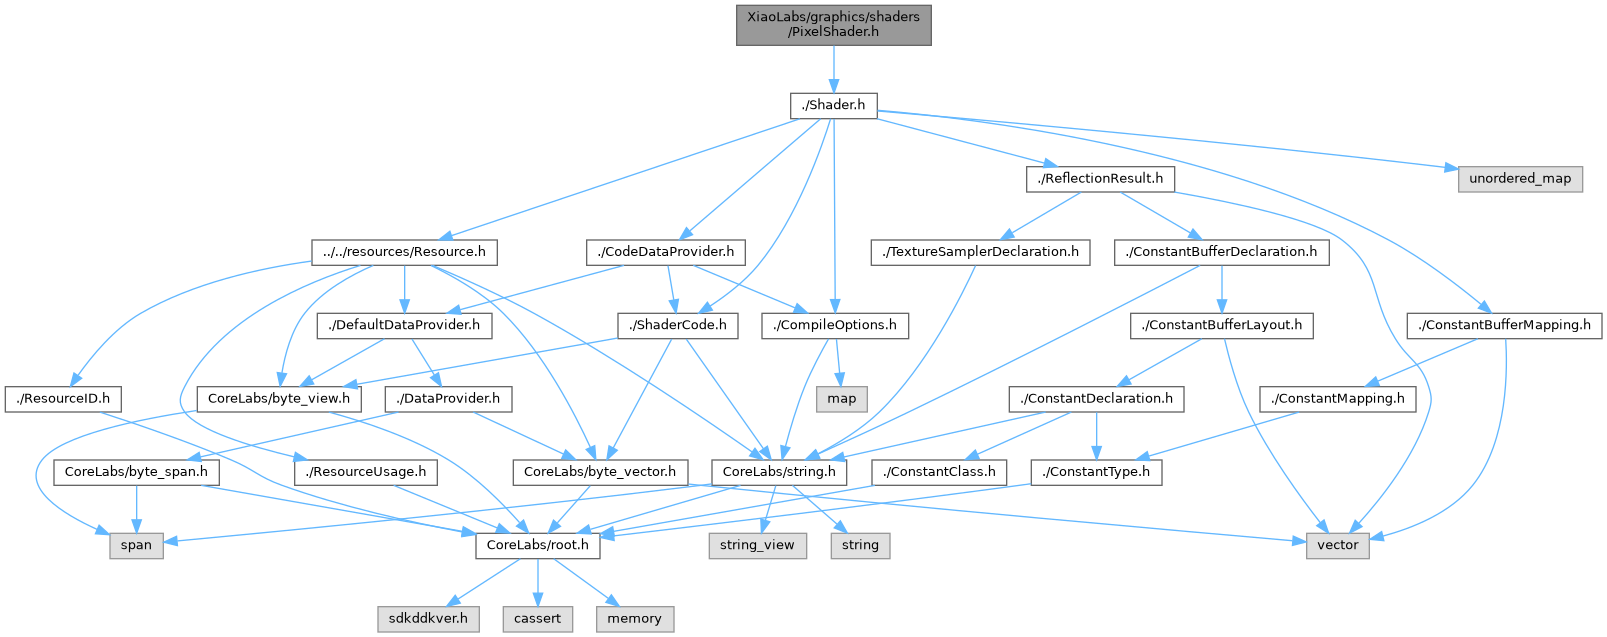 XiaoLabs/graphics/shaders
/PixelShader.h
./Shader.h
./ReflectionResult.h
unordered_map
../../resources/Resource.h
./CodeDataProvider.h
./TextureSamplerDeclaration.h
./ConstantBufferDeclaration.h
./DefaultDataProvider.h
./ShaderCode.h
./CompileOptions.h
./ConstantBufferLayout.h
./ConstantBufferMapping.h
./ResourceID.h
CoreLabs/byte_view.h
./DataProvider.h
map
./ConstantDeclaration.h
./ConstantMapping.h
CoreLabs/byte_span.h
./ResourceUsage.h
CoreLabs/byte_vector.h
CoreLabs/string.h
./ConstantClass.h
./ConstantType.h
span
CoreLabs/root.h
string_view
string
vector
sdkddkver.h
cassert
memory